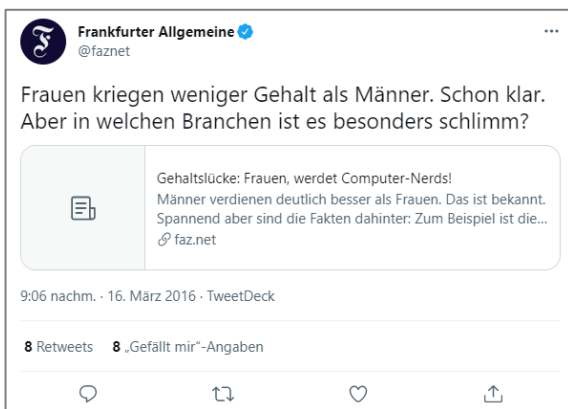 Frankfurter Allgemeine
@faznet
Frauen kriegen weniger Gehalt als Männer. Schon klar.
Aber in welchen Branchen ist es besonders schlimm?
Gehaltslücke: Frauen, werdet Computer-Nerds!
Männer verdienen deutlich besser als Frauen. Das ist bekannt.
Spannend aber sind die Fakten dahinter: Zum Beispiel ist die...
faz.net
9:06 nachm. · 16. März 2016 · TweetDeck
8 Retweets 8 „Gefällt mir“-Angaben